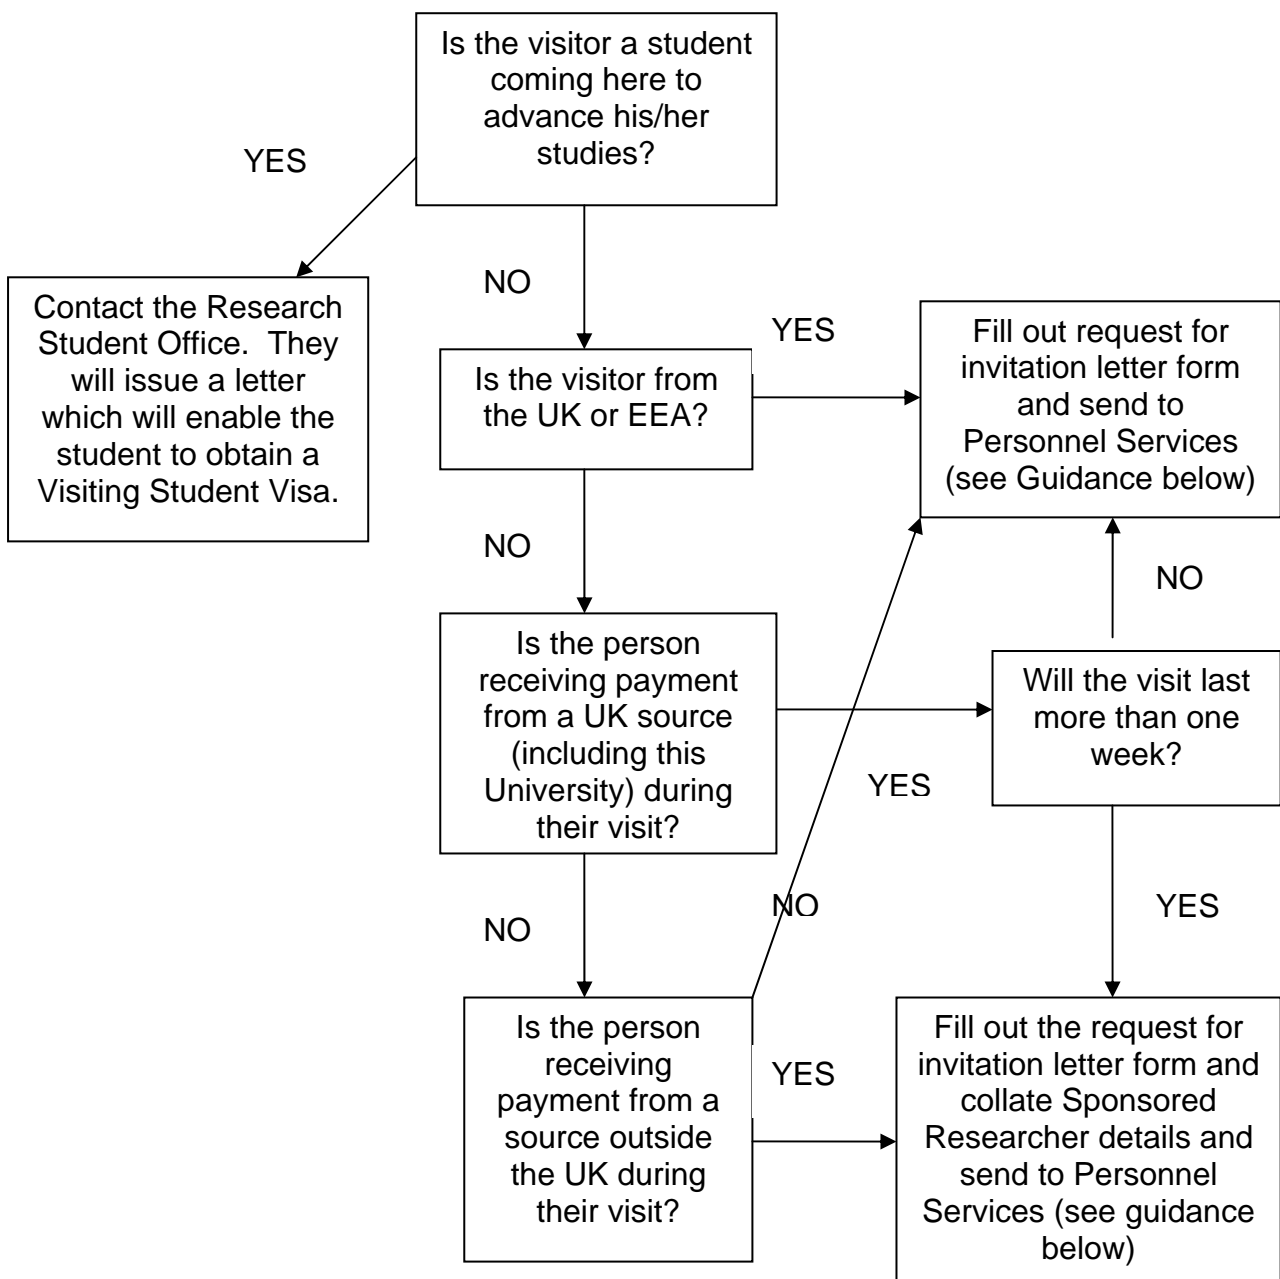 Is the visitor a student
coming here to
advance his/her
studies?
YES
NO
Contact the Research
Student Office.  They
will issue a letter
which will enable the
student to obtain a
Visiting Student Visa.
Is the visitor from
the UK or EEA?
YES
Fill out request for
invitation letter form
and send to
Personnel Services
(see Guidance below)
NO
NO
Is the person
receiving payment
from a UK source
(including this
University) during
their visit?
YES
Will the visit last
more than one
week?
NO
NO
YES
Is the person
receiving
payment from a
source outside
the UK during
their visit?
YES
Fill out the request for
invitation letter form and
collate Sponsored
Researcher details and
send to Personnel
Services (see guidance
below)